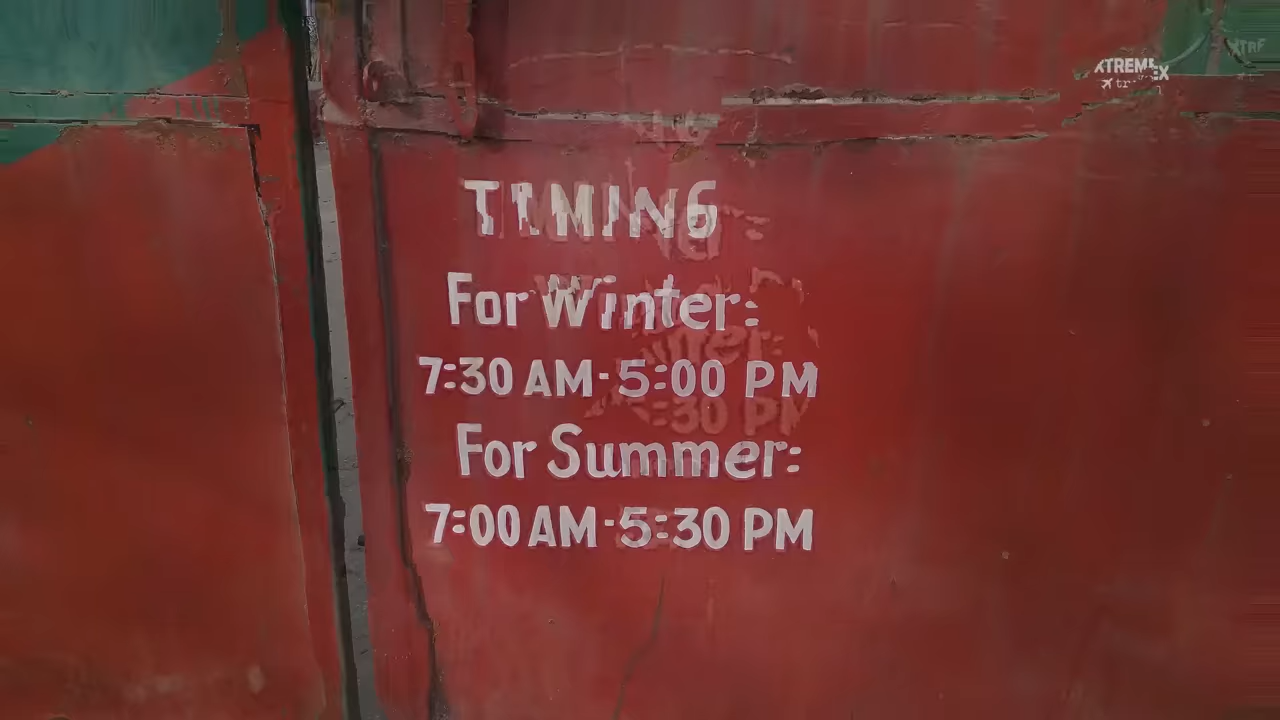 TIMING
For Winter:
7:30 AM-5:00 PM
For Summer:
7:00 AM-5:30 PM